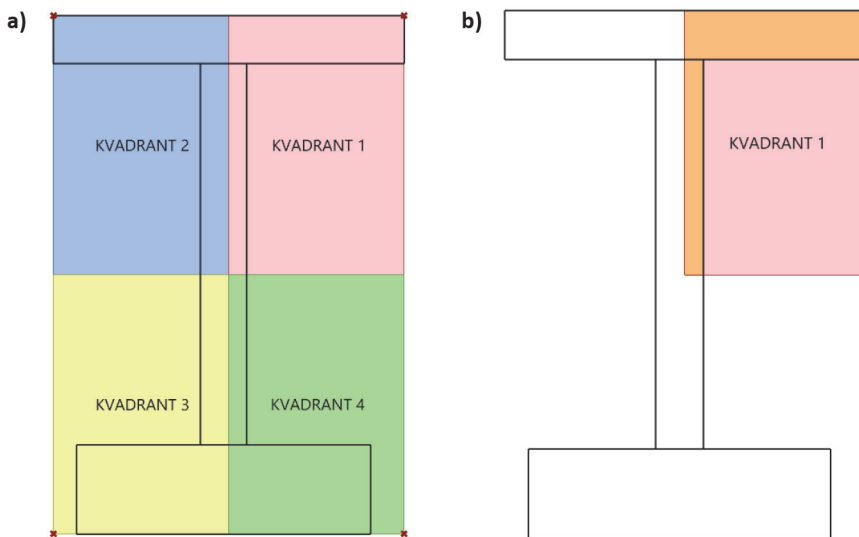 a)
b)
KVADRANT 2
KVADRANT 1
KVADRANT 1
KVADRANT 3
KVADRANT 4